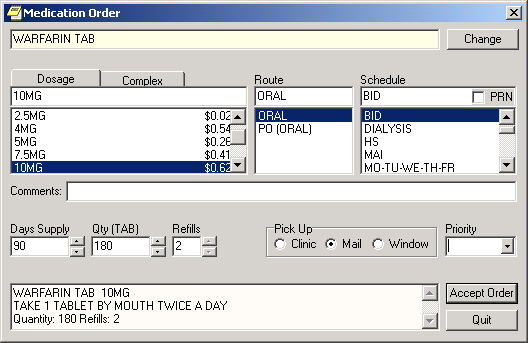 Medication Order
WARFARIN TAB
Change
Dosage Complex
Route
Schedule
10MG
ORAL
BID
PRN
2.5MG $0.02
4MG $0.54
5MG $0.26
7.5MG $0.41
10MG $0.62
ORAL
PO (ORAL)
BID
DIALYSIS
HS
MAI
MO-TU-WE-TH-FR
Comments:
Days Supply
Qty (TAB)
Refills
90
180
2
Pick Up
Clinic Mail Window
Priority
WARFARIN TAB 10MG
TAKE 1 TABLET BY MOUTH TWICE A DAY
Quantity: 180 Refills: 2
Accept Order
Quit